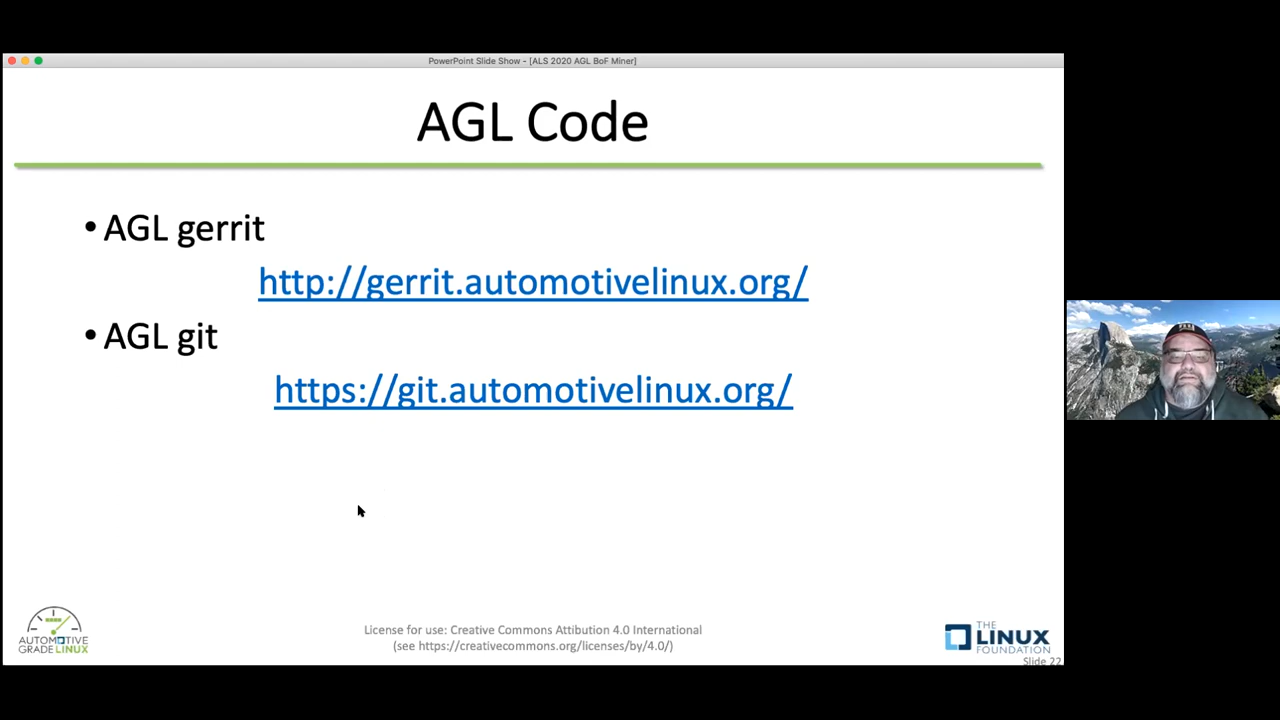 PowerPoint Slide Show - [ALS 2020 AGL BoF Miner]
AGL Code
• AGL gerrit
http://gerrit.automotivelinux.org/
• AGL git
https://git.automotivelinux.org/
AUTOMOTIVE
GRADE LINUX
License for use: Creative Commons Attibution 4.0 International
(see https://creativecommons.org/licenses/by/4.0/)
THE
LINUX
FOUNDATION
Slide 22